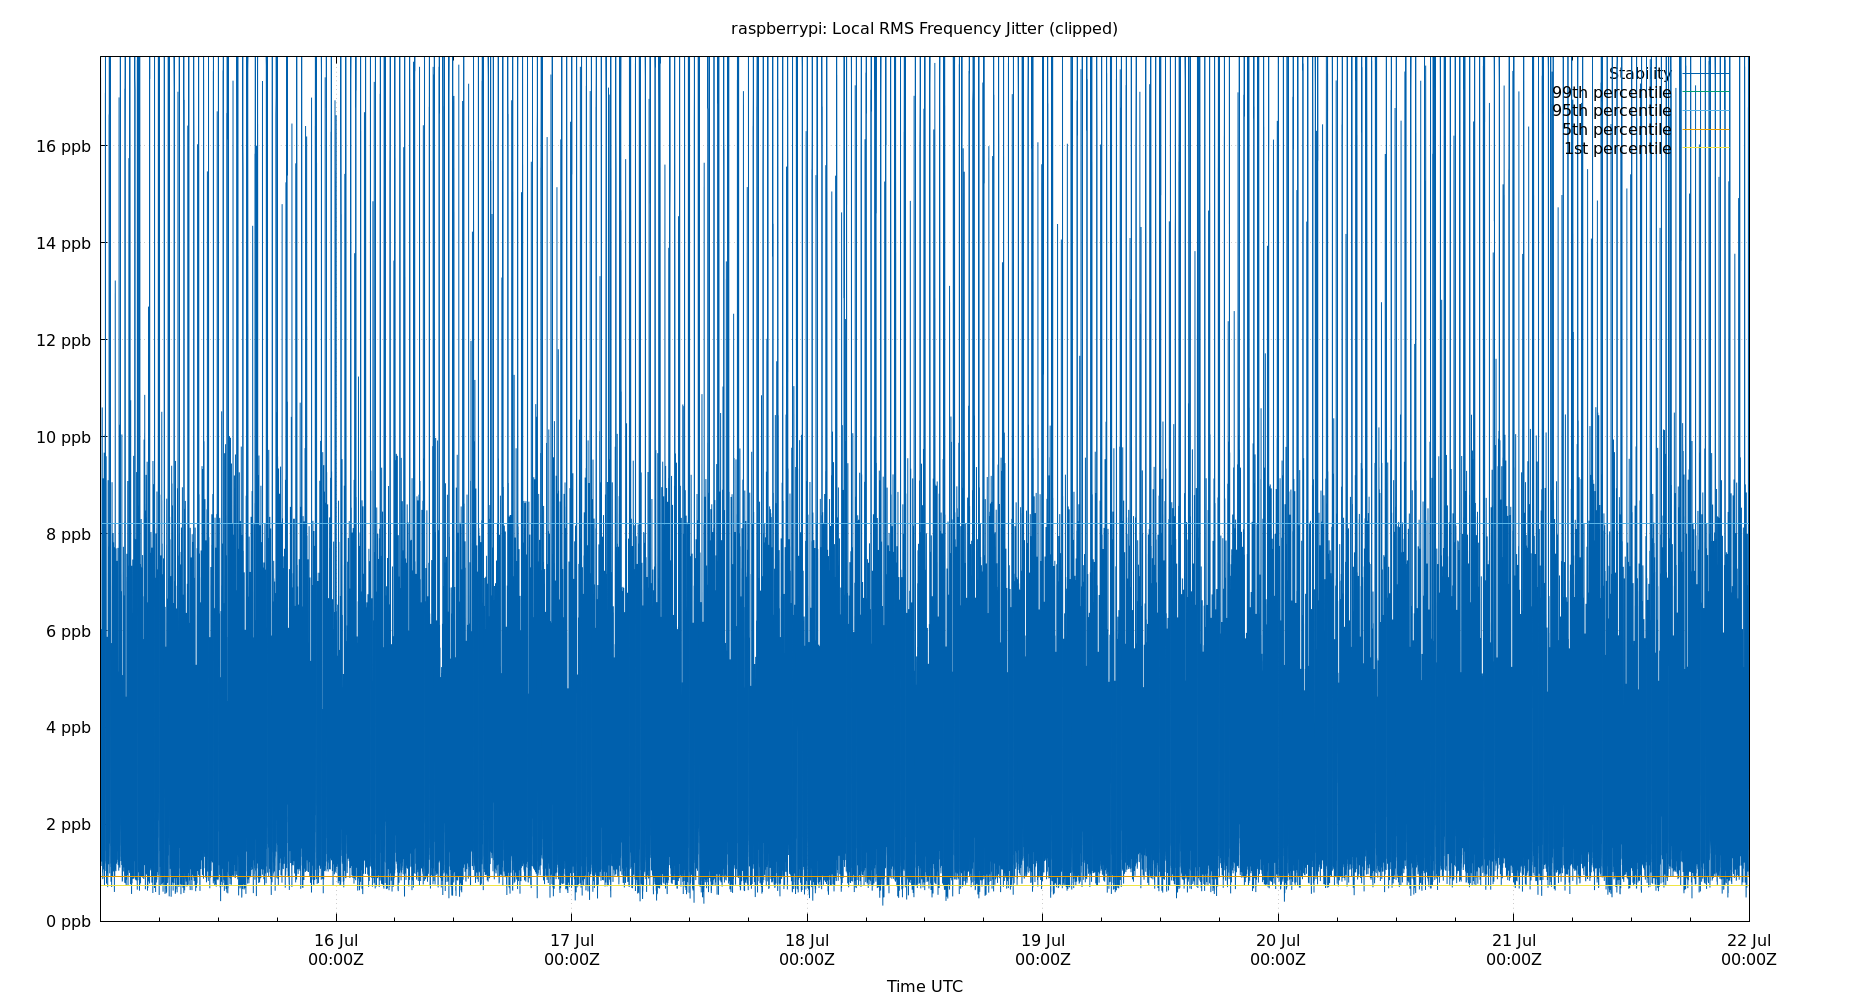 raspberrypi: Local RMS Frequency Jitter (clipped)
Stability
99th percentile
95th percentile
5th percentile
1st percentile
16 ppb
14 ppb
12 ppb
10 ppb
8 ppb
6 ppb
4 ppb
2 ppb
0 ppb
16 Jul 17 Jul 18 Jul 19 Jul 20 Jul 21 Jul 22 Jul
00:00Z 00:00Z 00:00Z 00:00Z 00:00Z 00:00Z 00:00Z
Time UTC